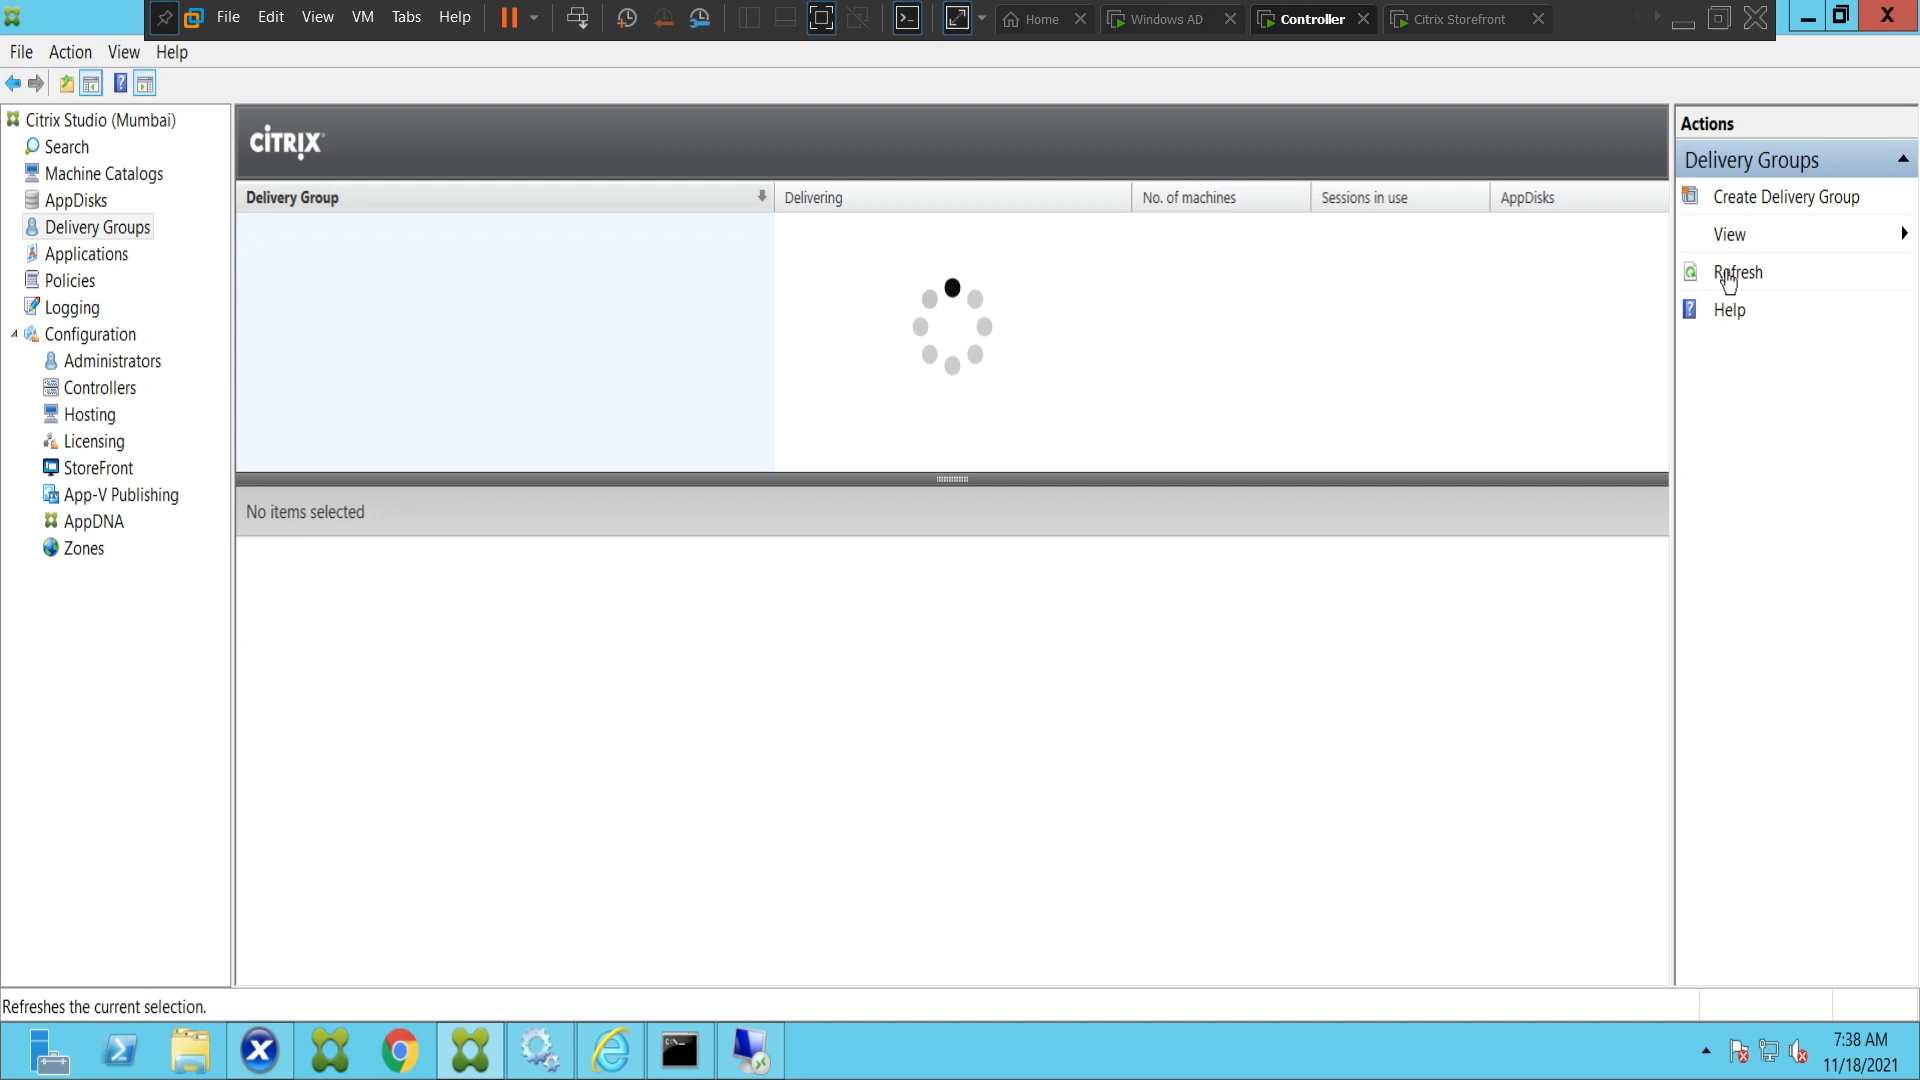 File Edit View VM Tabs Help
Home
Windows AD
Controller
Citrix Storefront
X
File Action View Help
Citrix Studio (Mumbai)
Search
Machine Catalogs
AppDisks
Delivery Groups
Applications
Policies
Logging
Configuration
Administrators
Controllers
Hosting
Licensing
StoreFront
App-V Publishing
AppDNA
Zones
CITRIX
Delivery Group Delivering No. of machines Sessions in use AppDisks
No items selected
Actions
Delivery Groups
Create Delivery Group
View
Refresh
Help
Refreshes the current selection.
7:38 AM
11/18/2021